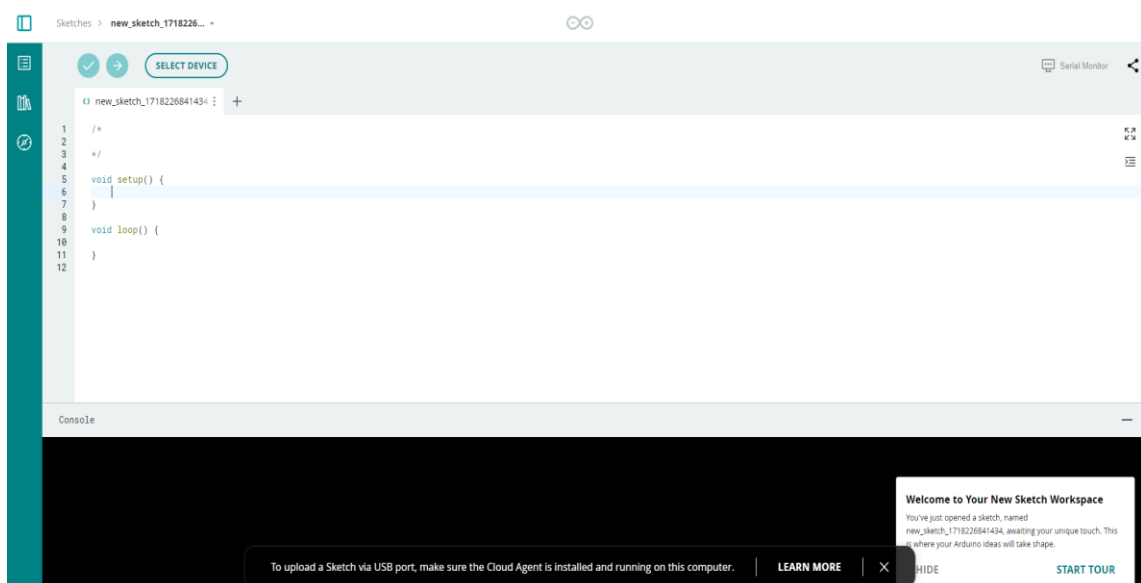 Sketches > new_sketch_1718226...
SELECT DEVICE
Serial Monitor
new_sketch_1718226841434
1 /*
2
3 */
4
5 void setup() {
6
7 }
8
9 void loop() {
10
11 }
12
Console
Welcome to Your New Sketch Workspace
You've just opened a sketch, named
new_sketch_1718226841434, awaiting your unique touch. This
is where your Arduino ideas will take shape.
To upload a Sketch via USB port, make sure the Cloud Agent is installed and running on this computer.
LEARN MORE
HIDE
START TOUR